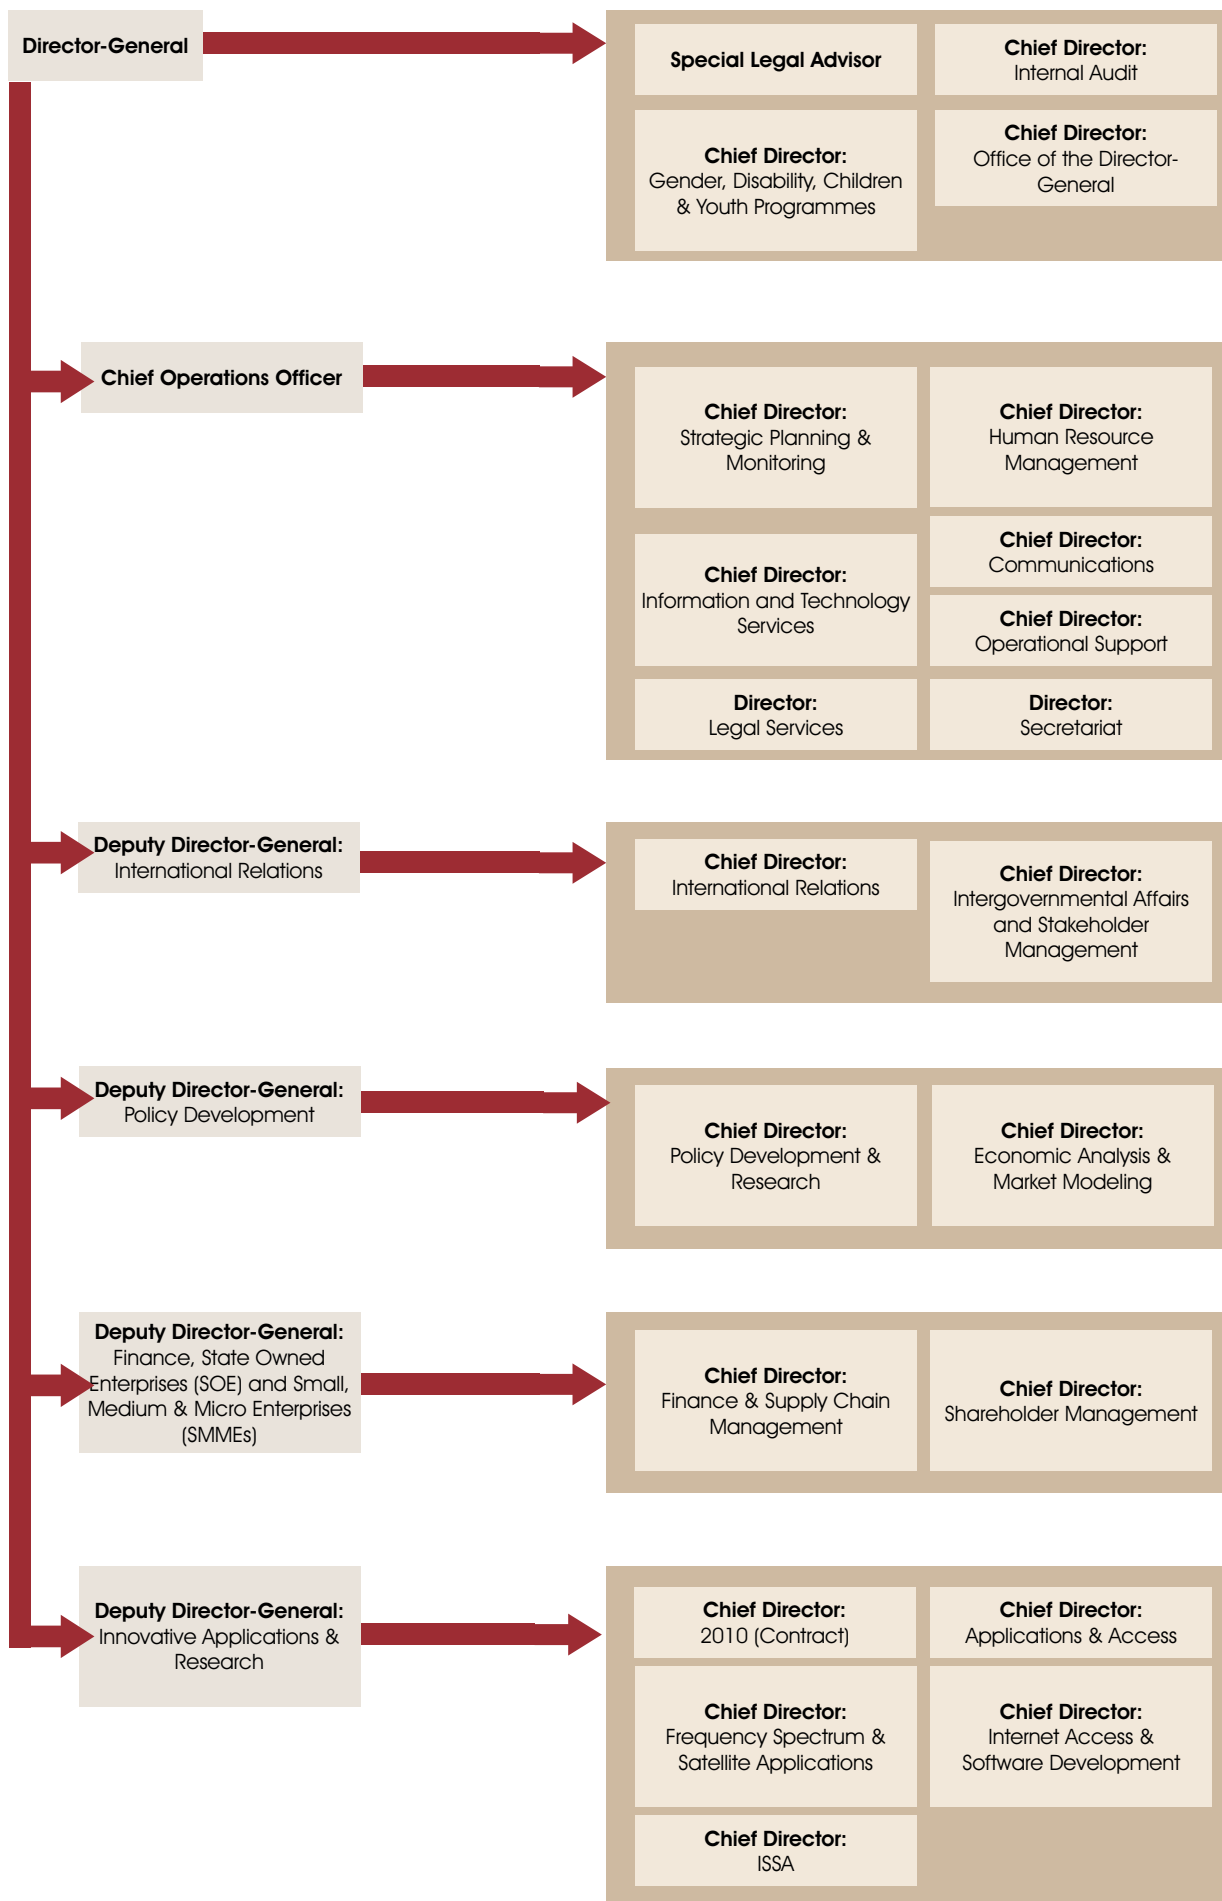 Director-General
Special Legal Advisor
Chief Director:
Internal Audit
Chief Director:
Gender, Disability, Children
& Youth Programmes
Chief Director:
Office of the Director-
General
Chief Operations Officer
Chief Director:
Strategic Planning &
Monitoring
Chief Director:
Human Resource
Management
Chief Director:
Information and Technology
Services
Chief Director:
Communications
Chief Director:
Operational Support
Director:
Legal Services
Director:
Secretariat
Deputy Director-General:
International Relations
Chief Director:
International Relations
Chief Director:
Intergovernmental Affairs
and Stakeholder
Management
Deputy Director-General:
Policy Development
Chief Director:
Policy Development &
Research
Chief Director:
Economic Analysis &
Market Modeling
Deputy Director-General:
Finance, State Owned
Enterprises (SOE) and Small,
Medium & Micro Enterprises
(SMMEs)
Chief Director:
Finance & Supply Chain
Management
Chief Director:
Shareholder Management
Deputy Director-General:
Innovative Applications &
Research
Chief Director:
2010 (Contract)
Chief Director:
Applications & Access
Chief Director:
Frequency Spectrum &
Satellite Applications
Chief Director:
Internet Access &
Software Development
Chief Director:
ISSA